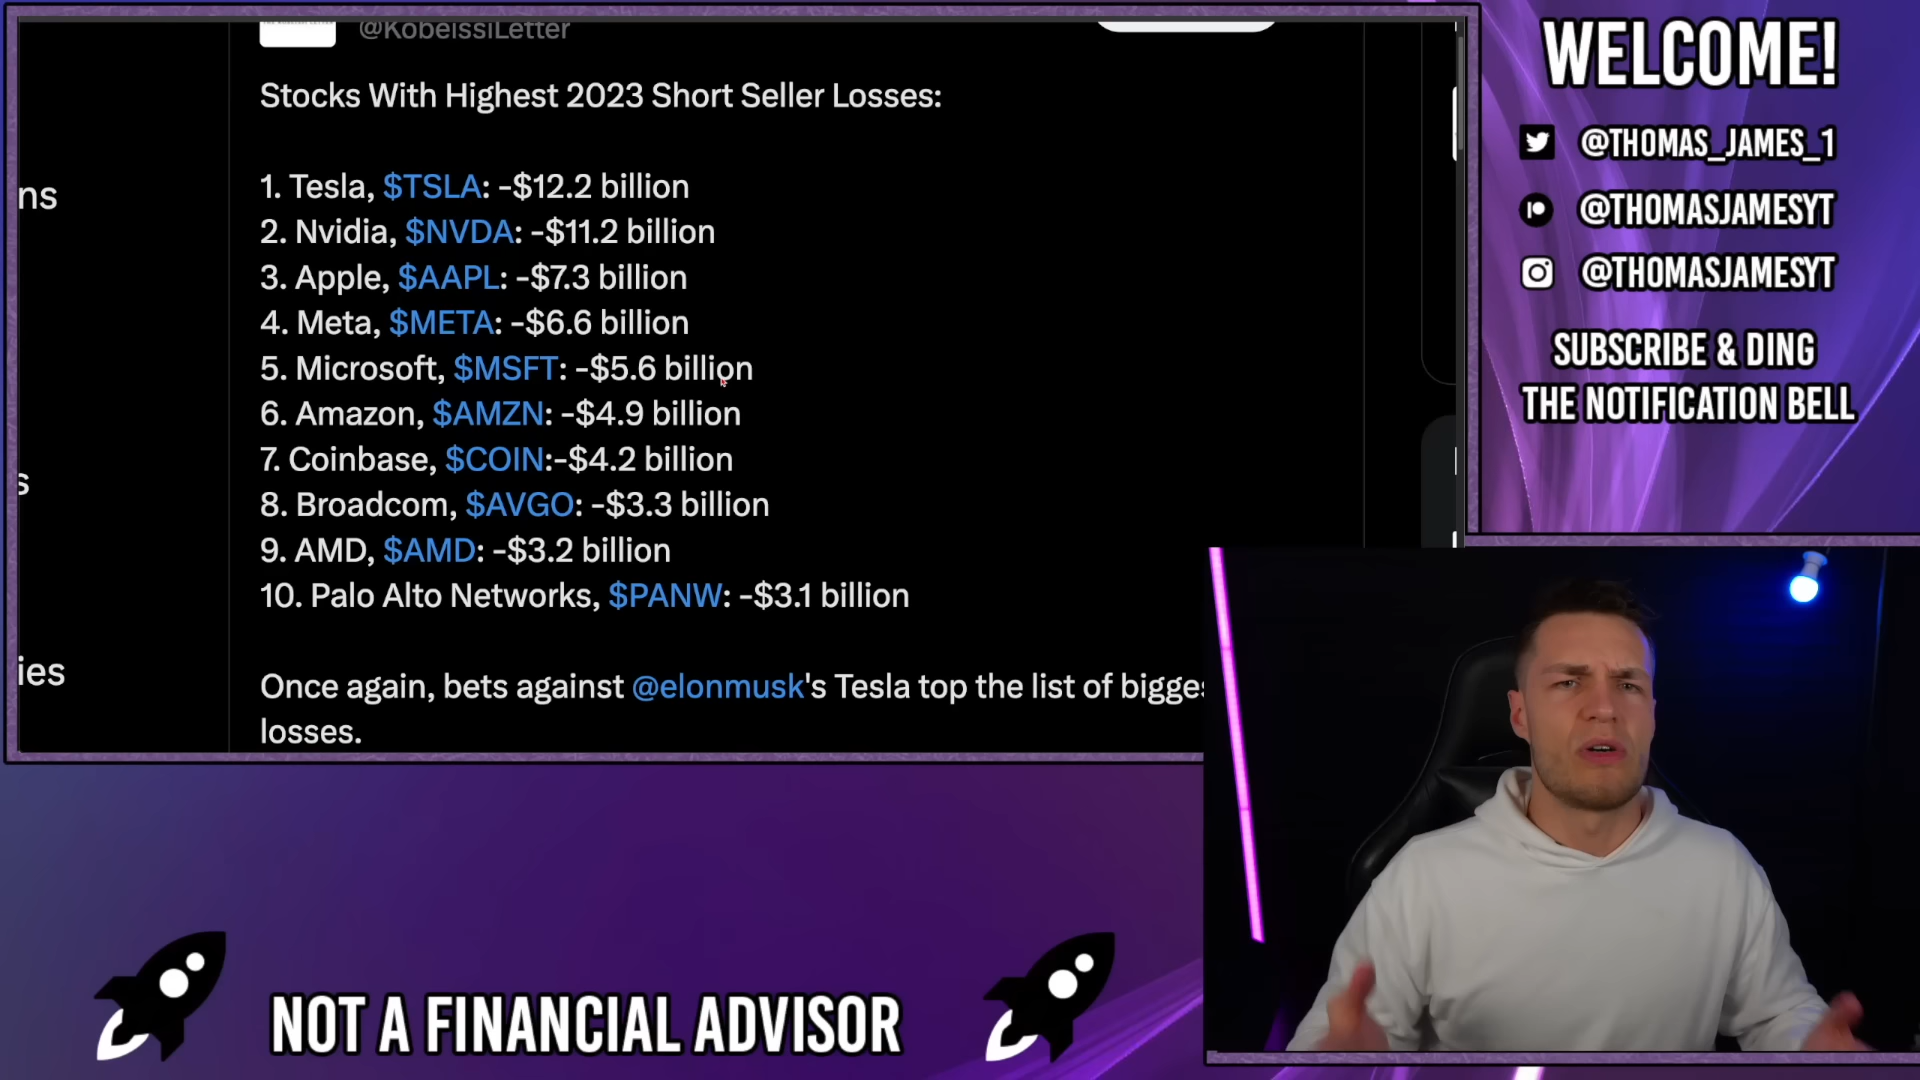 @KobeissiLetter
Stocks With Highest 2023 Short Seller Losses:
1. Tesla, $TSLA: -$12.2 billion
2. Nvidia, $NVDA: -$11.2 billion
3. Apple, $AAPL: -$7.3 billion
4. Meta, $META: -$6.6 billion
5. Microsoft, $MSFT: -$5.6 billion
6. Amazon, $AMZN: -$4.9 billion
7. Coinbase, $COIN:-$4.2 billion
8. Broadcom, $AVGO: -$3.3 billion
9. AMD, $AMD: -$3.2 billion
10. Palo Alto Networks, $PANW: -$3.1 billion
Once again, bets against @elonmusk's Tesla top the list of
losses.
ns
s
ies
WELCOME!
@THOMAS_JAMES_1
@THOMASJAMESYT
@THOMASJAMESYT
SUBSCRIBE & DING
THE NOTIFICATION BELL
NOT A FINANCIAL ADVISOR